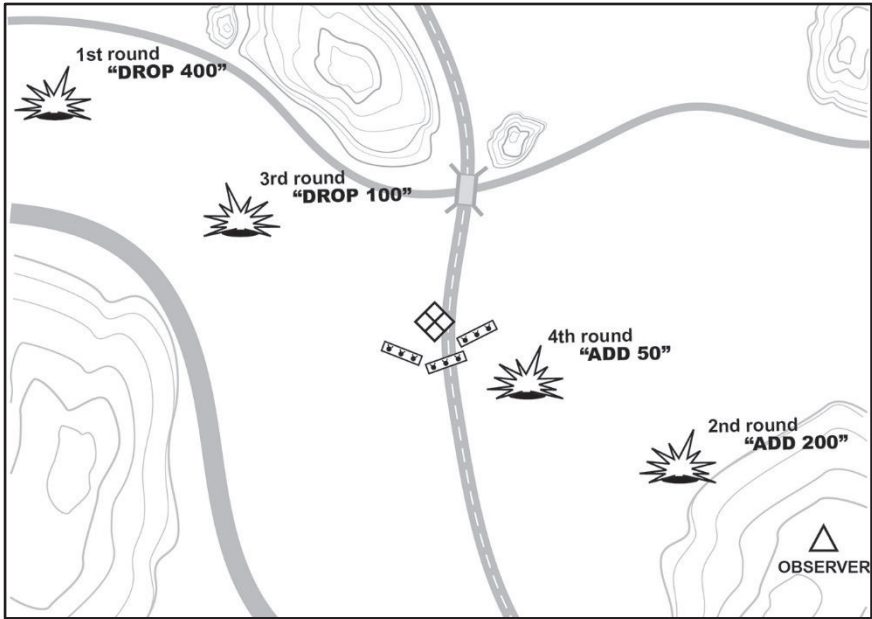 1st round
“DROP 400”
3rd round
“DROP 100”
4th round
“ADD 50”
2nd round
“ADD 200”
OBSERVER